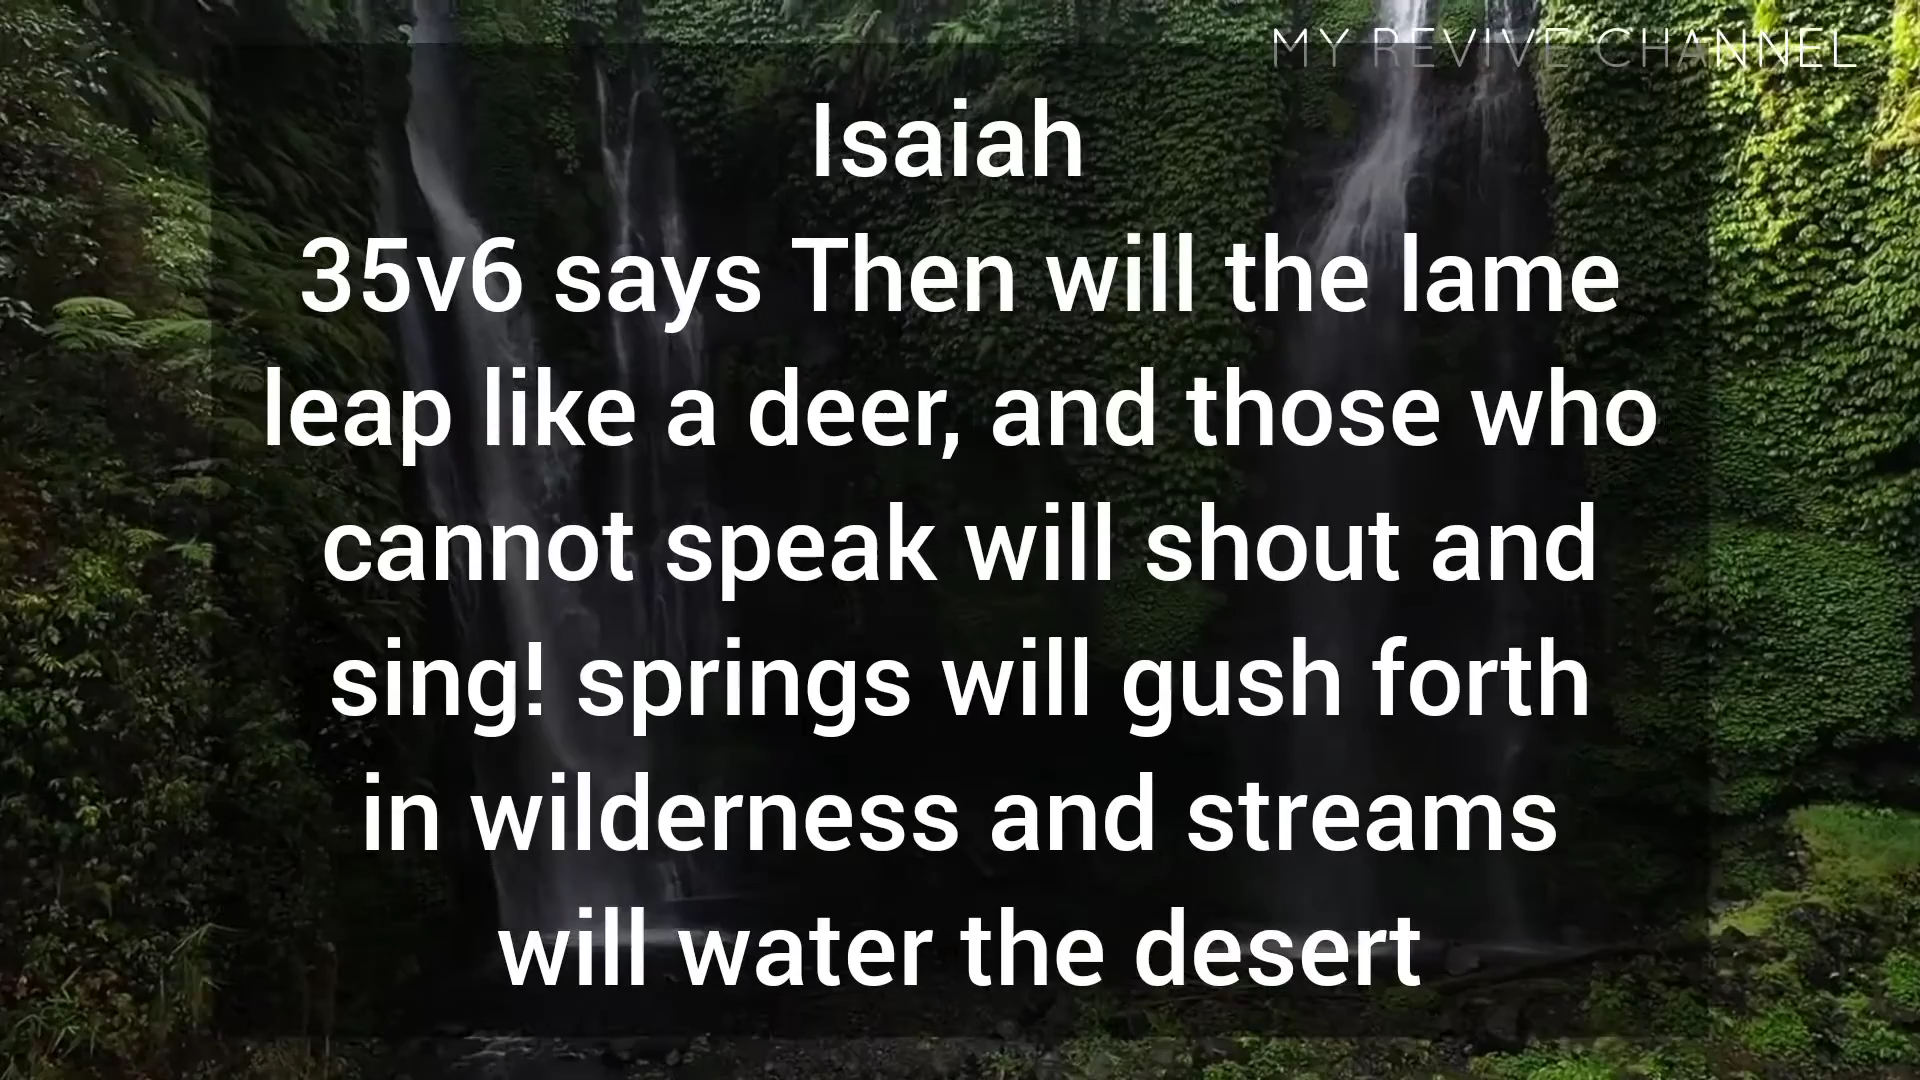 MY REVIVE CHANNEL
Isaiah
35v6 says Then will the lame
leap like a deer, and those who
cannot speak will shout and
sing! springs will gush forth
in wilderness and streams
will water the desert